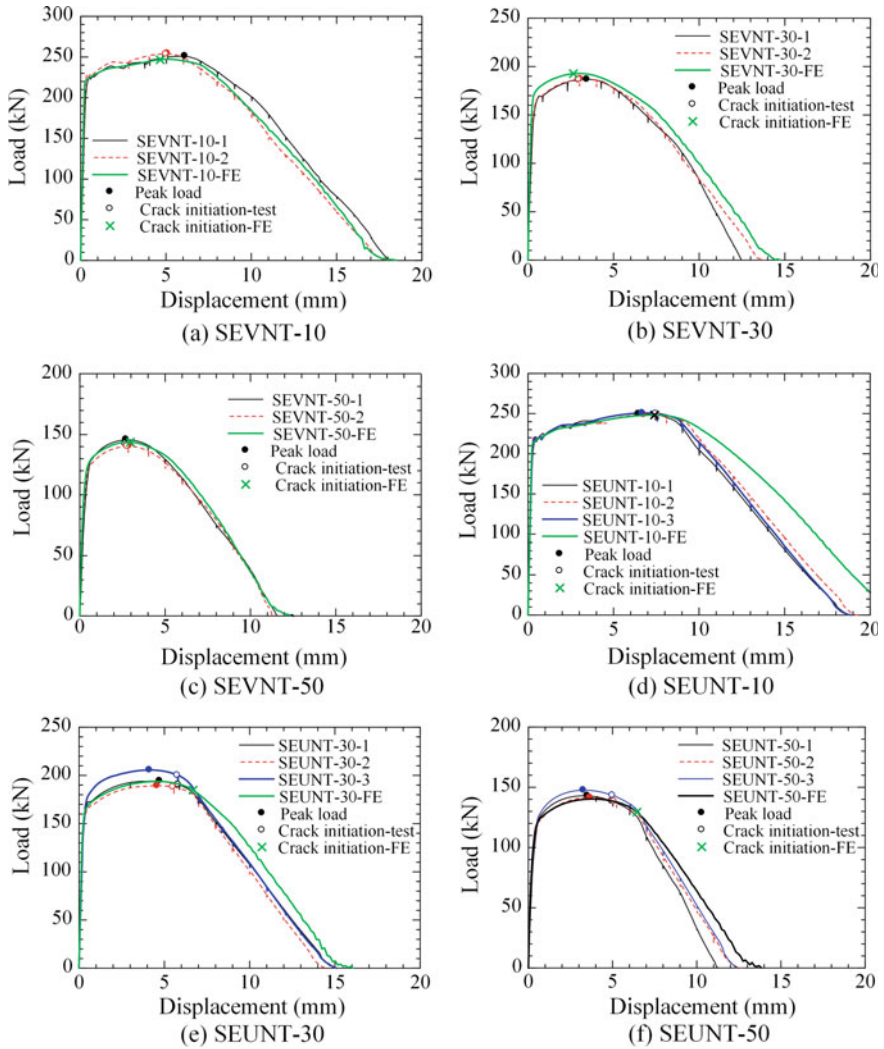 300
250
200
150
100
50
0
Load (kN)
SEVNT-10-1
SEVNT-10-2
SEVNT-10-FE
Peak load
Crack initiation-test
Crack initiation-FE
0 5 10 15 20
Displacement (mm)
(a) SEVNT-10
250
200
150
100
50
0
Load (kN)
SEVNT-30-1
SEVNT-30-2
SEVNT-30-FE
Peak load
Crack initiation-test
Crack initiation-FE
0 5 10 15 20
Displacement (mm)
(b) SEVNT-30
200
150
100
50
0
Load (kN)
SEVNT-50-1
SEVNT-50-2
SEVNT-50-FE
Peak load
Crack initiation-test
Crack initiation-FE
0 5 10 15 20
Displacement (mm)
(c) SEVNT-50
300
250
200
150
100
50
0
Load (kN)
SEUNT-10-1
SEUNT-10-2
SEUNT-10-3
SEUNT-10-FE
Peak load
Crack initiation-test
Crack initiation-FE
0 5 10 15 20
Displacement (mm)
(d) SEUNT-10
250
200
150
100
50
0
Load (kN)
SEUNT-30-1
SEUNT-30-2
SEUNT-30-3
SEUNT-30-FE
Peak load
Crack initiation-test
Crack initiation-FE
0 5 10 15 20
Displacement (mm)
(e) SEUNT-30
200
150
100
50
0
Load (kN)
SEUNT-50-1
SEUNT-50-2
SEUNT-50-3
SEUNT-50-FE
Peak load
Crack initiation-test
Crack initiation-FE
0 5 10 15 20
Displacement (mm)
(f) SEUNT-50